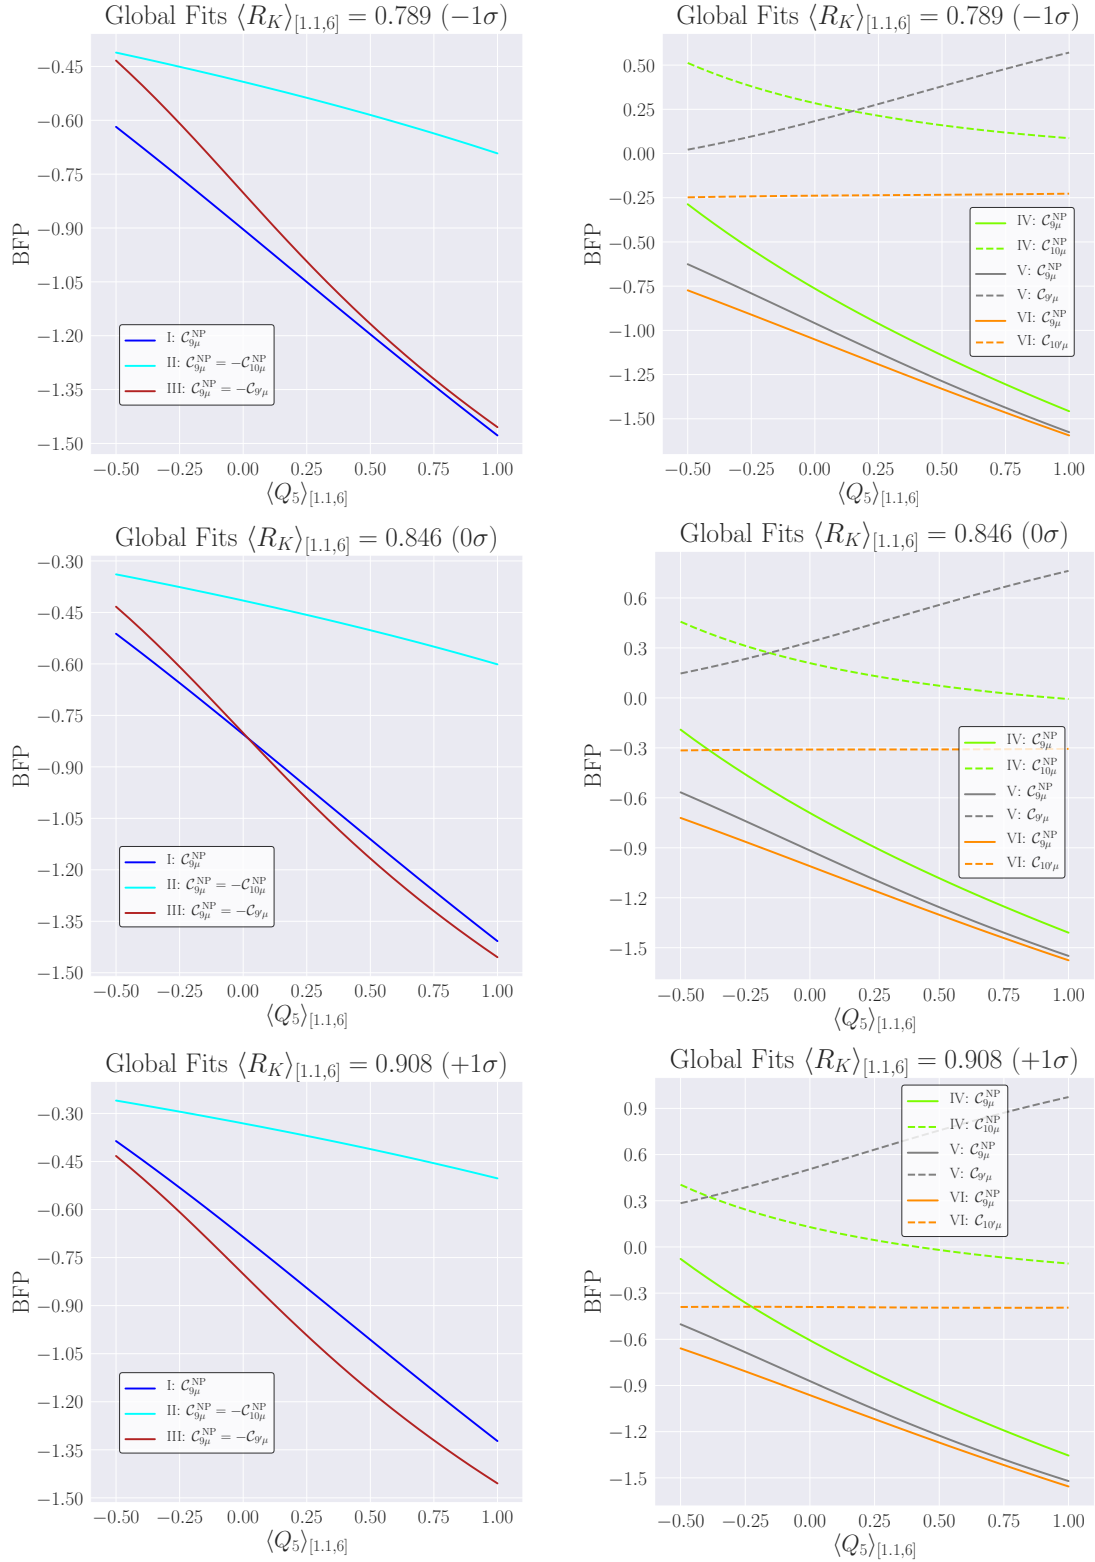 Global Fits ⟨R_K⟩_[1.1,6] = 0.789 (−1σ)
BFP
−0.45
−0.60
−0.75
−0.90
−1.05
−1.20
−1.35
−1.50
I: 𝒞_9μ^NP
II: 𝒞_9μ^NP = −𝒞_10μ^NP
III: 𝒞_9μ^NP = −𝒞_9′μ
−0.50 −0.25 0.00 0.25 0.50 0.75 1.00
⟨Q_5⟩_[1.1,6]
Global Fits ⟨R_K⟩_[1.1,6] = 0.789 (−1σ)
BFP
0.50
0.25
0.00
−0.25
−0.50
−0.75
−1.00
−1.25
−1.50
IV: 𝒞_9μ^NP
IV: 𝒞_10μ^NP
V: 𝒞_9μ^NP
V: 𝒞_9′μ
VI: 𝒞_9μ^NP
VI: 𝒞_10′μ
−0.50 −0.25 0.00 0.25 0.50 0.75 1.00
⟨Q_5⟩_[1.1,6]
Global Fits ⟨R_K⟩_[1.1,6] = 0.846 (0σ)
BFP
−0.30
−0.45
−0.60
−0.75
−0.90
−1.05
−1.20
−1.35
−1.50
I: 𝒞_9μ^NP
II: 𝒞_9μ^NP = −𝒞_10μ^NP
III: 𝒞_9μ^NP = −𝒞_9′μ
−0.50 −0.25 0.00 0.25 0.50 0.75 1.00
⟨Q_5⟩_[1.1,6]
Global Fits ⟨R_K⟩_[1.1,6] = 0.846 (0σ)
BFP
0.6
0.3
0.0
−0.3
−0.6
−0.9
−1.2
−1.5
IV: 𝒞_9μ^NP
IV: 𝒞_10μ^NP
V: 𝒞_9μ^NP
V: 𝒞_9′μ
VI: 𝒞_9μ^NP
VI: 𝒞_10′μ
−0.50 −0.25 0.00 0.25 0.50 0.75 1.00
⟨Q_5⟩_[1.1,6]
Global Fits ⟨R_K⟩_[1.1,6] = 0.908 (+1σ)
BFP
−0.30
−0.45
−0.60
−0.75
−0.90
−1.05
−1.20
−1.35
−1.50
I: 𝒞_9μ^NP
II: 𝒞_9μ^NP = −𝒞_10μ^NP
III: 𝒞_9μ^NP = −𝒞_9′μ
−0.50 −0.25 0.00 0.25 0.50 0.75 1.00
⟨Q_5⟩_[1.1,6]
Global Fits ⟨R_K⟩_[1.1,6] = 0.908 (+1σ)
BFP
0.9
0.6
0.3
0.0
−0.3
−0.6
−0.9
−1.2
−1.5
IV: 𝒞_9μ^NP
IV: 𝒞_10μ^NP
V: 𝒞_9μ^NP
V: 𝒞_9′μ
VI: 𝒞_9μ^NP
VI: 𝒞_10′μ
−0.50 −0.25 0.00 0.25 0.50 0.75 1.00
⟨Q_5⟩_[1.1,6]